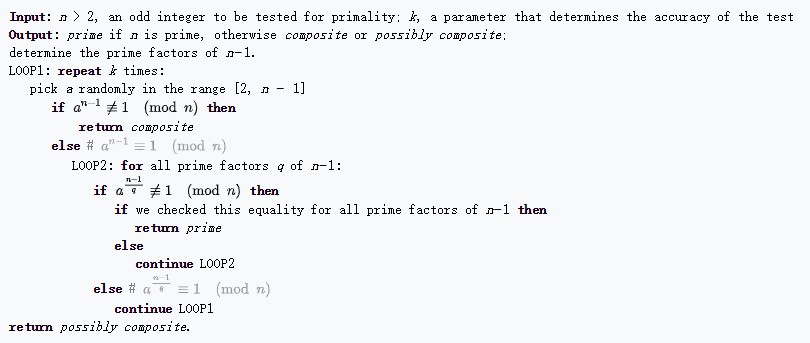 Input: n > 2, an odd integer to be tested for primality; k, a parameter that determines the accuracy of the test
Output: prime if n is prime, otherwise composite or possibly composite;
determine the prime factors of n−1.
LOOP1: repeat k times:
pick a randomly in the range [2, n − 1]
if a^{n−1} ≢ 1 (mod n) then
return composite
else # a^{n−1} ≡ 1 (mod n)
LOOP2: for all prime factors q of n−1:
if a^{\frac{n−1}{q}} ≢ 1 (mod n) then
if we checked this equality for all prime factors of n−1 then
return prime
else
continue LOOP2
else # a^{\frac{n−1}{q}} ≡ 1 (mod n)
continue LOOP1
return possibly composite.